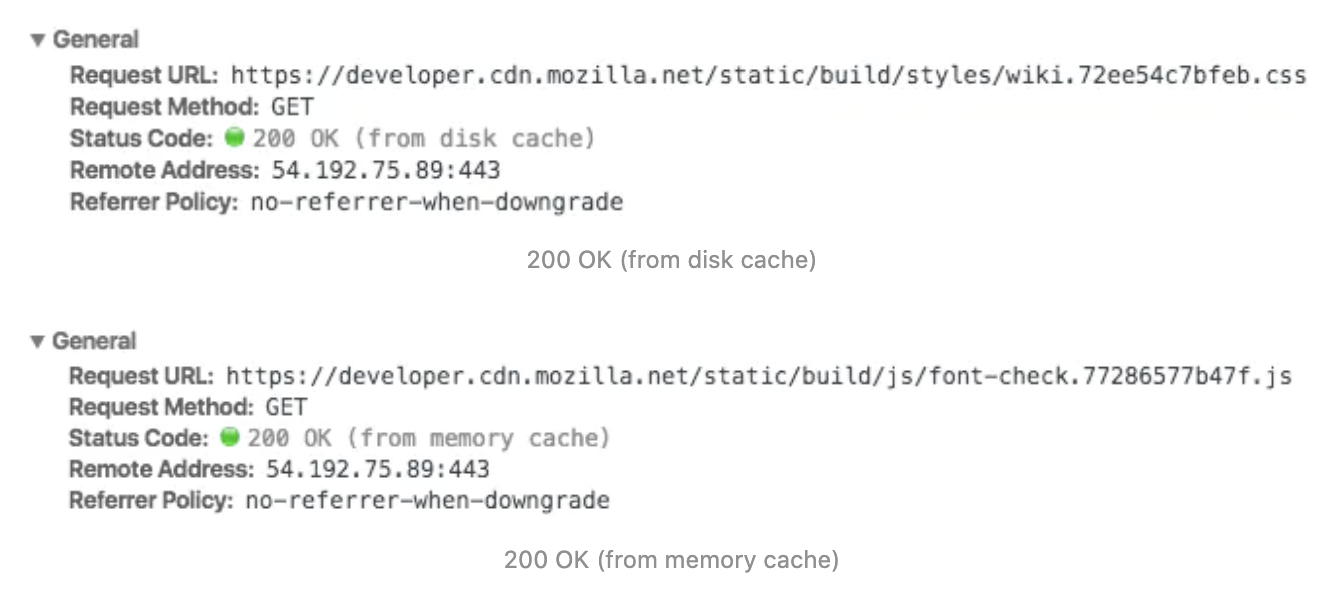 ▼ General
Request URL: https://developer.cdn.mozilla.net/static/build/styles/wiki.72ee54c7bfeb.css
Request Method: GET
Status Code: 200 OK (from disk cache)
Remote Address: 54.192.75.89:443
Referrer Policy: no-referrer-when-downgrade
200 OK (from disk cache)
▼ General
Request URL: https://developer.cdn.mozilla.net/static/build/js/font-check.77286577b47f.js
Request Method: GET
Status Code: 200 OK (from memory cache)
Remote Address: 54.192.75.89:443
Referrer Policy: no-referrer-when-downgrade
200 OK (from memory cache)